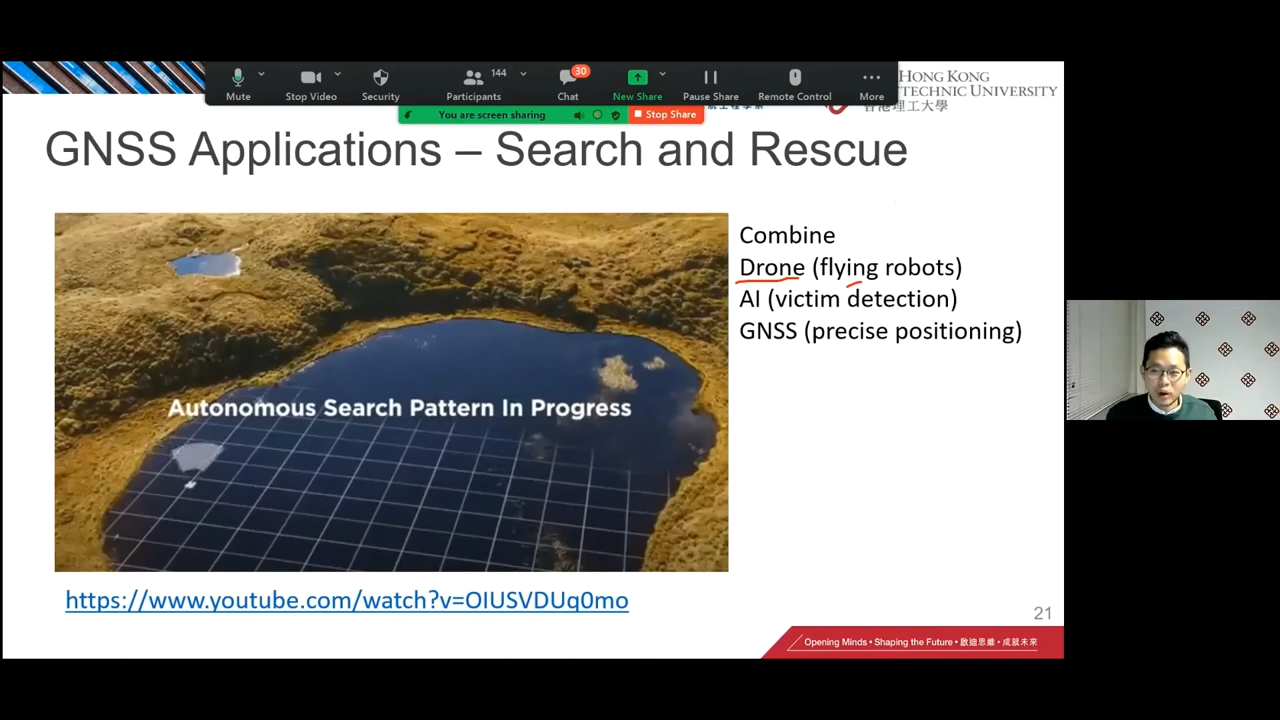 Mute
Stop Video
Security
144
Participants
30
Chat
New Share
Pause Share
Remote Control
More
You are screen sharing
Stop Share
HONG KONG
TECHNIC UNIVERSITY
香港理工大學
GNSS Applications – Search and Rescue
Autonomous Search Pattern In Progress
Combine
Drone (flying robots)
AI (victim detection)
GNSS (precise positioning)
https://www.youtube.com/watch?v=OIUSVDUq0mo
21
Opening Minds • Shaping the Future • 啟迪思維 • 成就未來